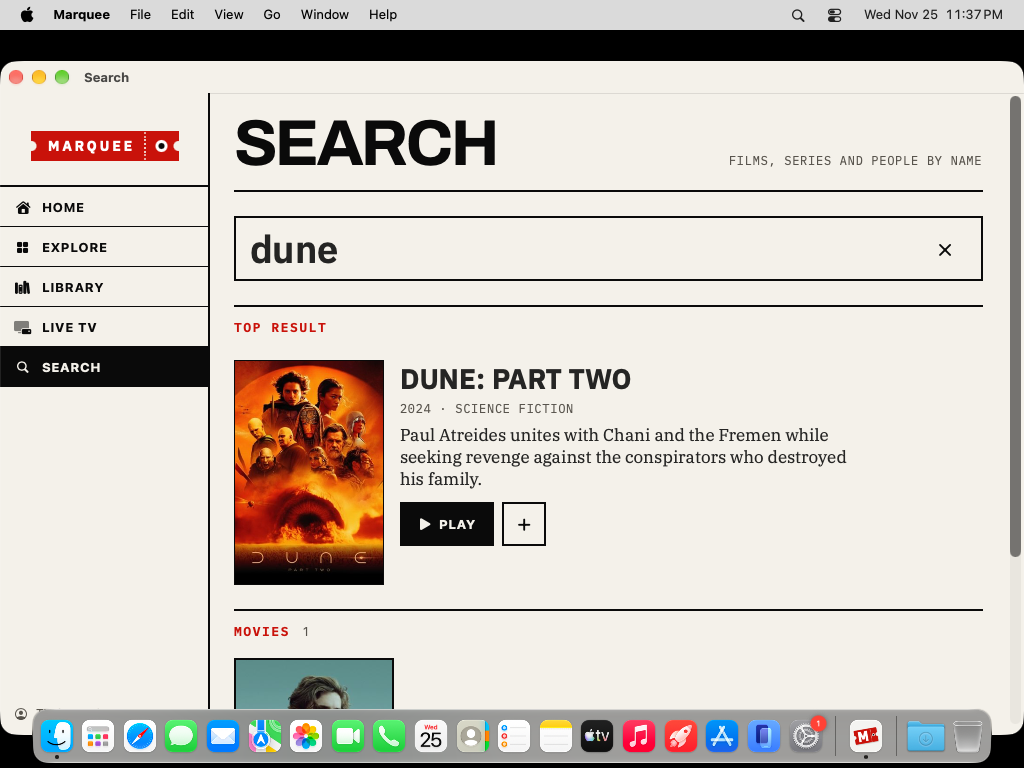 Marquee File Edit View Go Window Help Wed Nov 25 11:37 PM
Search
MARQUEE
HOME
EXPLORE
LIBRARY
LIVE TV
SEARCH
SEARCH
FILMS, SERIES AND PEOPLE BY NAME
dune
TOP RESULT
DUNE
PART TWO
DUNE: PART TWO
2024 · SCIENCE FICTION
Paul Atreides unites with Chani and the Fremen while
seeking revenge against the conspirators who destroyed
his family.
PLAY
MOVIES 1
Wed
25
1
tv
M